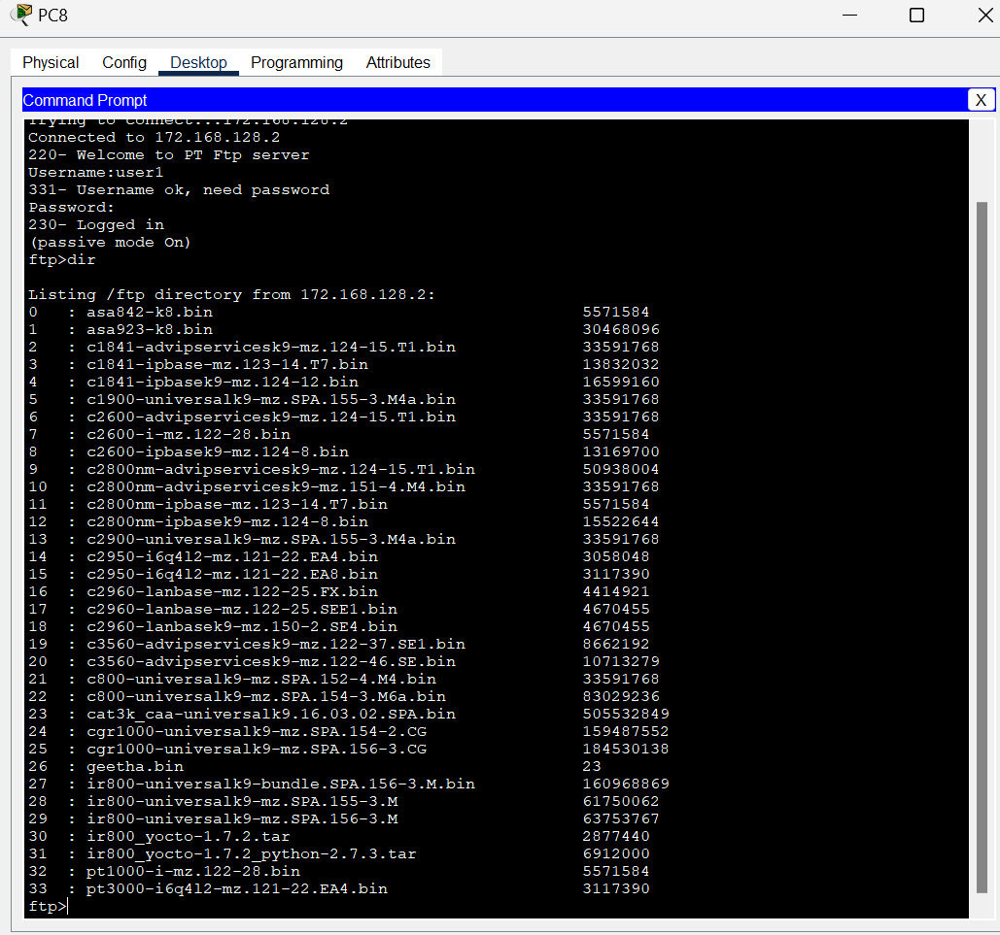 PC8
Physical Config Desktop Programming Attributes
Command Prompt X
Trying to connect...172.168.128.2
Connected to 172.168.128.2
220- Welcome to PT Ftp server
Username:user1
331- Username ok, need password
Password:
230- Logged in
(passive mode On)
ftp>dir
Listing /ftp directory from 172.168.128.2:
0 : asa842-k8.bin 5571584
1 : asa923-k8.bin 30468096
2 : c1841-advipservicesk9-mz.124-15.T1.bin 33591768
3 : c1841-ipbase-mz.123-14.T7.bin 13832032
4 : c1841-ipbasek9-mz.124-12.bin 16599160
5 : c1900-universalk9-mz.SPA.155-3.M4a.bin 33591768
6 : c2600-advipservicesk9-mz.124-15.T1.bin 33591768
7 : c2600-i-mz.122-28.bin 5571584
8 : c2600-ipbasek9-mz.124-8.bin 13169700
9 : c2800nm-advipservicesk9-mz.124-15.T1.bin 50938004
10 : c2800nm-advipservicesk9-mz.151-4.M4.bin 33591768
11 : c2800nm-ipbase-mz.123-14.T7.bin 5571584
12 : c2800nm-ipbasek9-mz.124-8.bin 15522644
13 : c2900-universalk9-mz.SPA.155-3.M4a.bin 33591768
14 : c2950-i6q4l2-mz.121-22.EA4.bin 3058048
15 : c2950-i6q4l2-mz.121-22.EA8.bin 3117390
16 : c2960-lanbase-mz.122-25.FX.bin 4414921
17 : c2960-lanbase-mz.122-25.SEE1.bin 4670455
18 : c2960-lanbasek9-mz.150-2.SE4.bin 4670455
19 : c3560-advipservicesk9-mz.122-37.SE1.bin 8662192
20 : c3560-advipservicesk9-mz.122-46.SE.bin 10713279
21 : c800-universalk9-mz.SPA.152-4.M4.bin 33591768
22 : c800-universalk9-mz.SPA.154-3.M6a.bin 83029236
23 : cat3k_caa-universalk9.16.03.02.SPA.bin 505532849
24 : cgr1000-universalk9-mz.SPA.154-2.CG 159487552
25 : cgr1000-universalk9-mz.SPA.156-3.CG 184530138
26 : geetha.bin 23
27 : ir800-universalk9-bundle.SPA.156-3.M.bin 160968869
28 : ir800-universalk9-mz.SPA.155-3.M 61750062
29 : ir800-universalk9-mz.SPA.156-3.M 63753767
30 : ir800_yocto-1.7.2.tar 2877440
31 : ir800_yocto-1.7.2_python-2.7.3.tar 6912000
32 : pt1000-i-mz.122-28.bin 5571584
33 : pt3000-i6q4l2-mz.121-22.EA4.bin 3117390
ftp>